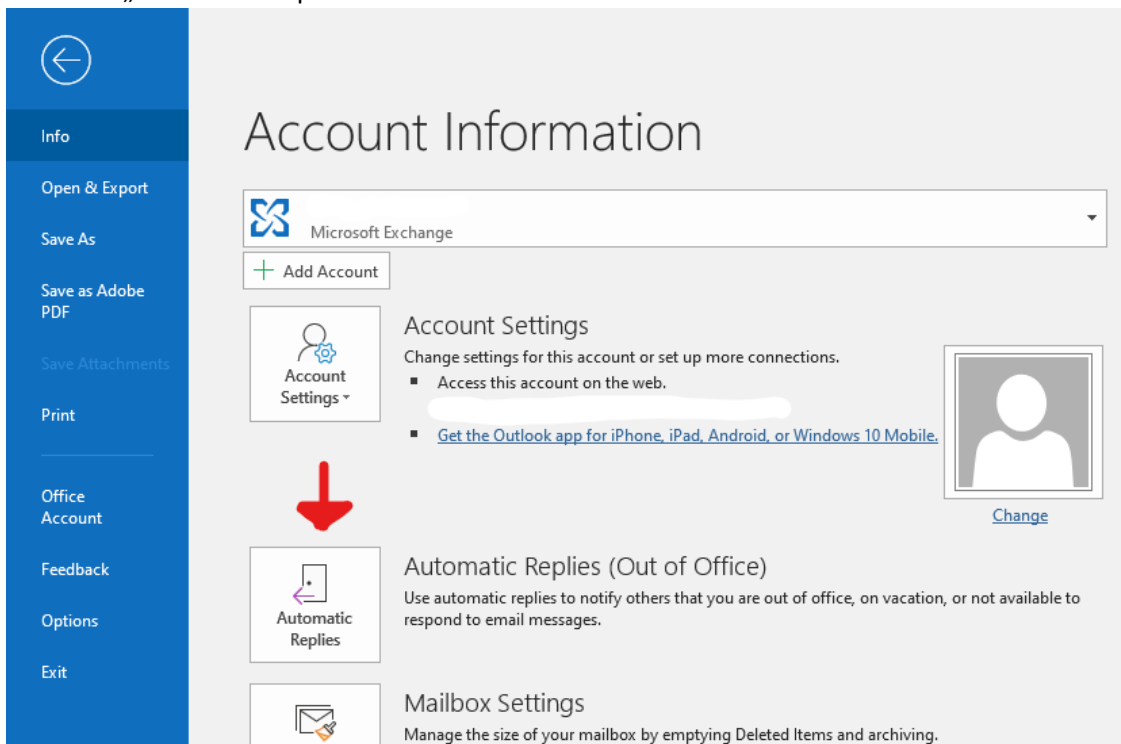 Info
Open & Export
Save As
Save as Adobe
PDF
Save Attachments
Print
Office
Account
Feedback
Options
Exit
Account Information
Microsoft Exchange
Add Account
Account
Settings
Account Settings
Change settings for this account or set up more connections.
Access this account on the web.
Get the Outlook app for iPhone, iPad, Android, or Windows 10 Mobile.
Change
Automatic
Replies
Automatic Replies (Out of Office)
Use automatic replies to notify others that you are out of office, on vacation, or not available to
respond to email messages.
Mailbox Settings
Manage the size of your mailbox by emptying Deleted Items and archiving.